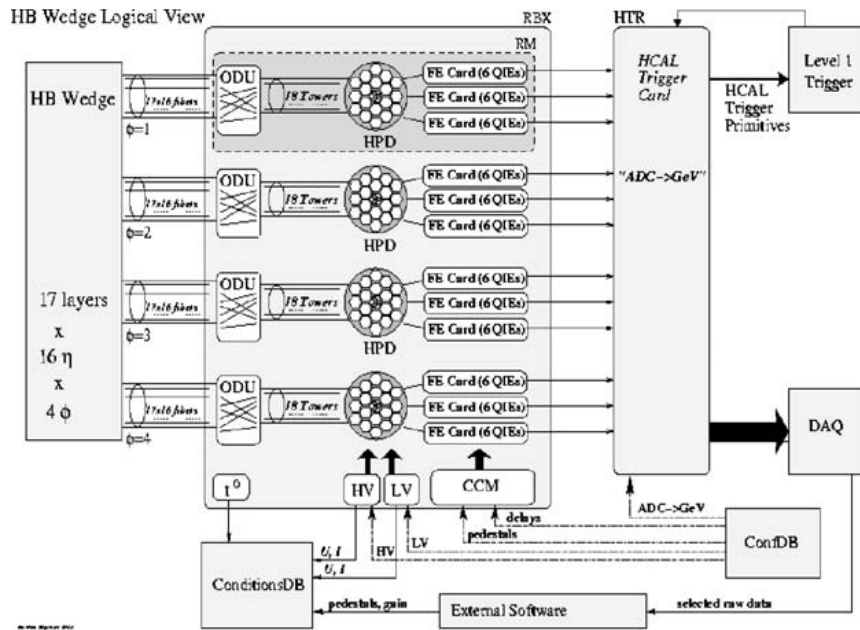 HB Wedge Logical View
RBX
HTR
RM
HB Wedge
17 layers
x
16 η
x
4 ϕ
17x16 fibers
ϕ=1
ODU
18 Towers
HPD
FE Card (6 QIEs)
FE Card (6 QIEs)
FE Card (6 QIEs)
17x16 fibers
ϕ=2
ODU
18 Towers
HPD
FE Card (6 QIEs)
FE Card (6 QIEs)
FE Card (6 QIEs)
17x16 fibers
ϕ=3
ODU
18 Towers
HPD
FE Card (6 QIEs)
FE Card (6 QIEs)
FE Card (6 QIEs)
17x16 fibers
ϕ=4
ODU
18 Towers
FE Card (6 QIEs)
FE Card (6 QIEs)
FE Card (6 QIEs)
HCAL
Trigger
Card
"ADC->GeV"
Level 1
Trigger
HCAL
Trigger
Primitives
DAQ
t°
HV
LV
CCM
delays
pedestals
ADC->GeV
U, I
HV
LV
U, I
ConfDB
ConditionsDB
pedestals, gain
External Software
selected raw data